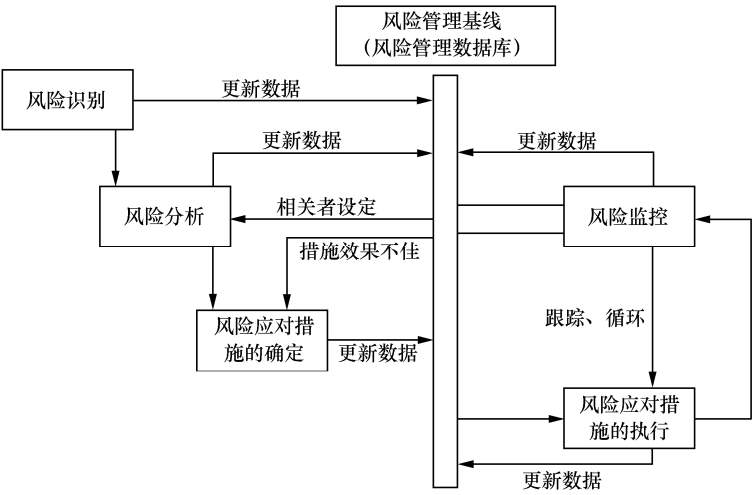 风险管理基线
（风险管理数据库）
风险识别
更新数据
更新数据
更新数据
风险分析
相关者设定
风险监控
措施效果不佳
风险应对措
施的确定
更新数据
跟踪、循环
风险应对措
施的执行
更新数据